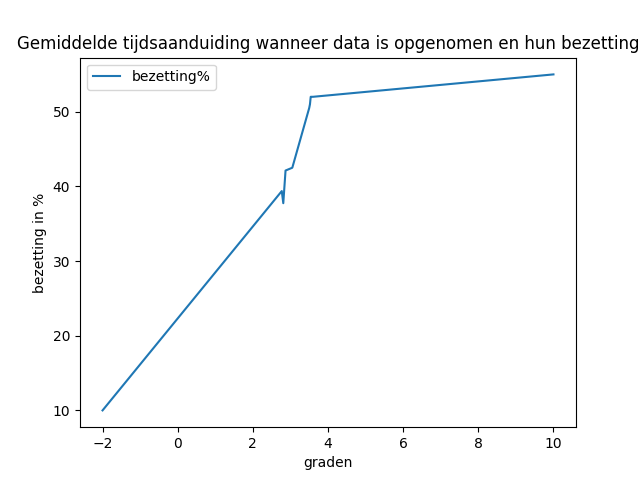 Gemiddelde tijdsaanduiding wanneer data is opgenomen en hun bezetting
bezetting%
50
40
30
20
10
bezetting in %
−2 0 2 4 6 8 10
graden